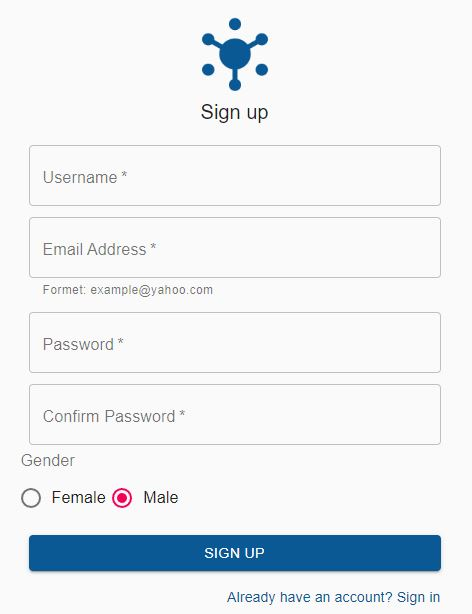 Sign up
Username *
Email Address *
Formet: example@yahoo.com
Password *
Confirm Password *
Gender
Female Male
SIGN UP
Already have an account? Sign in